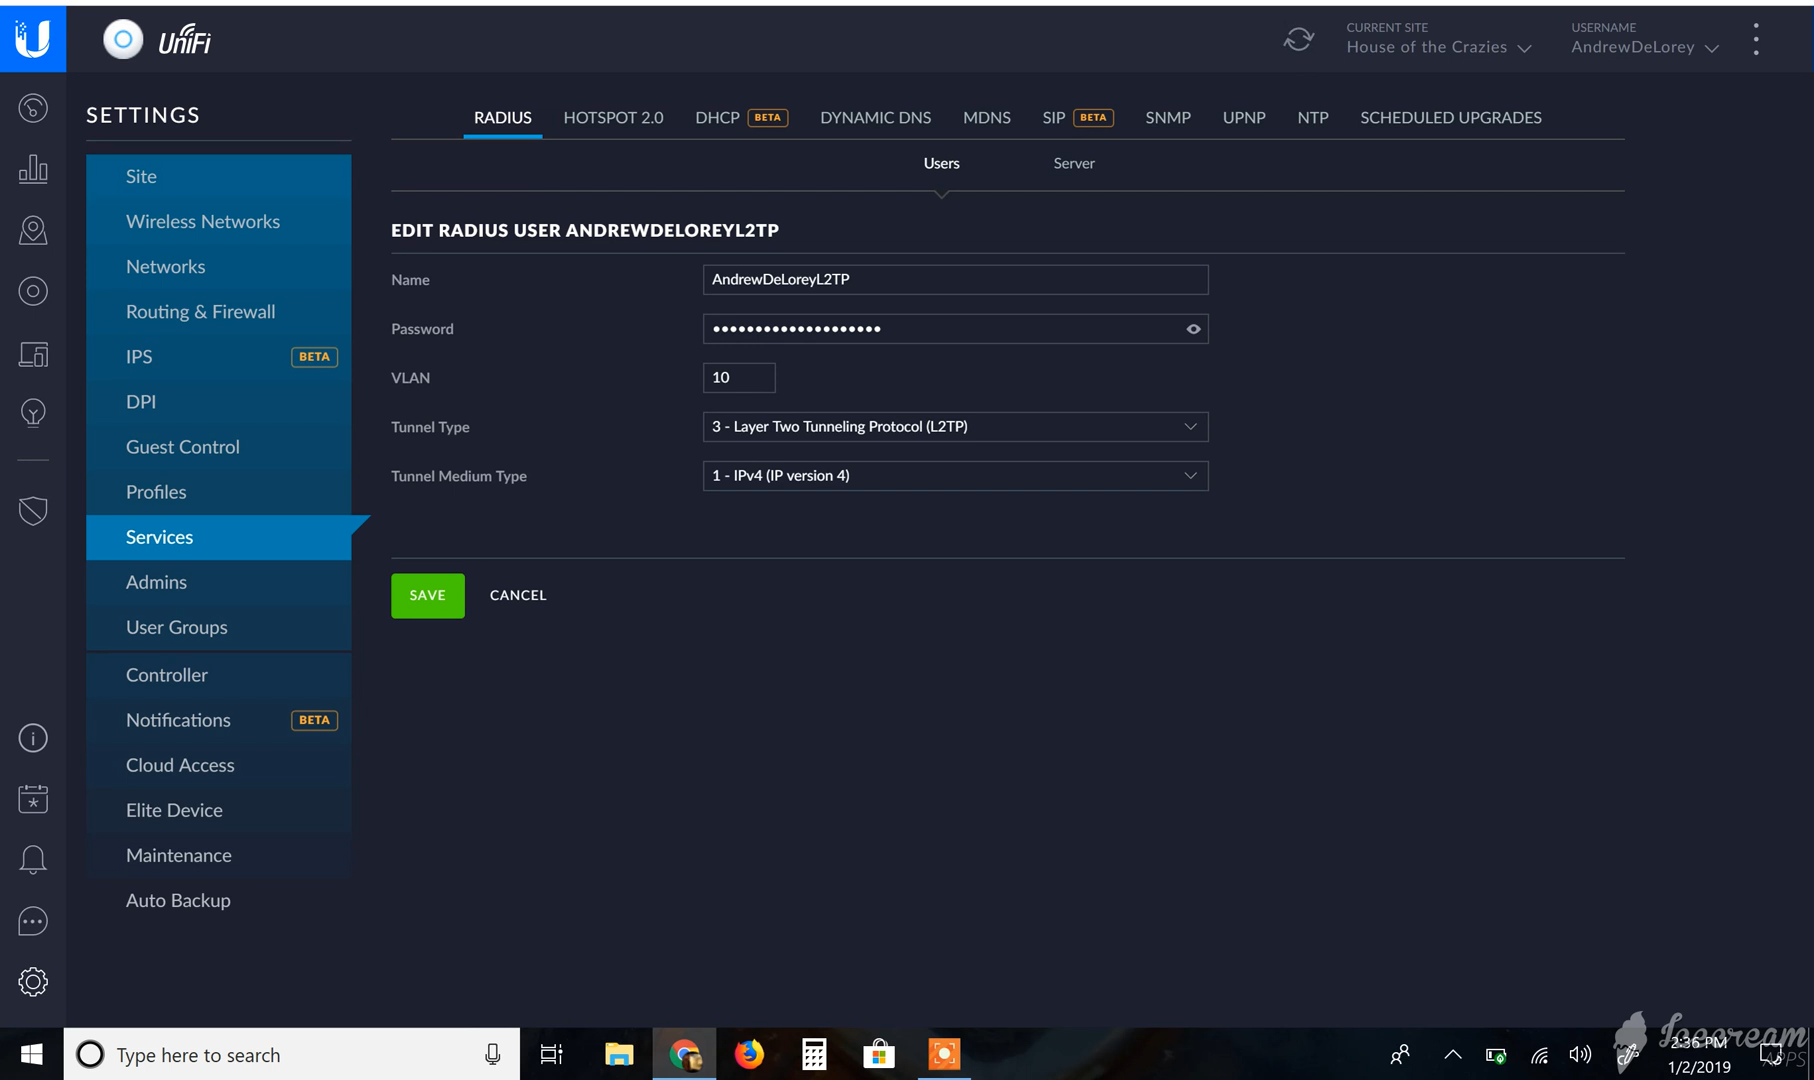 UniFi
CURRENT SITE
House of the Crazies
USERNAME
AndrewDeLorey
SETTINGS
Site
Wireless Networks
Networks
Routing & Firewall
IPS BETA
DPI
Guest Control
Profiles
Services
Admins
User Groups
Controller
Notifications BETA
Cloud Access
Elite Device
Maintenance
Auto Backup
RADIUS HOTSPOT 2.0 DHCP BETA DYNAMIC DNS MDNS SIP BETA SNMP UPNP NTP SCHEDULED UPGRADES
Users Server
EDIT RADIUS USER ANDREWDELOREYL2TP
Name AndrewDeLoreyL2TP
Password ••••••••••••••••••••
VLAN 10
Tunnel Type 3 - Layer Two Tunneling Protocol (L2TP)
Tunnel Medium Type 1 - IPv4 (IP version 4)
SAVE CANCEL
Type here to search
Icecream
APPS
2:36 PM
1/2/2019